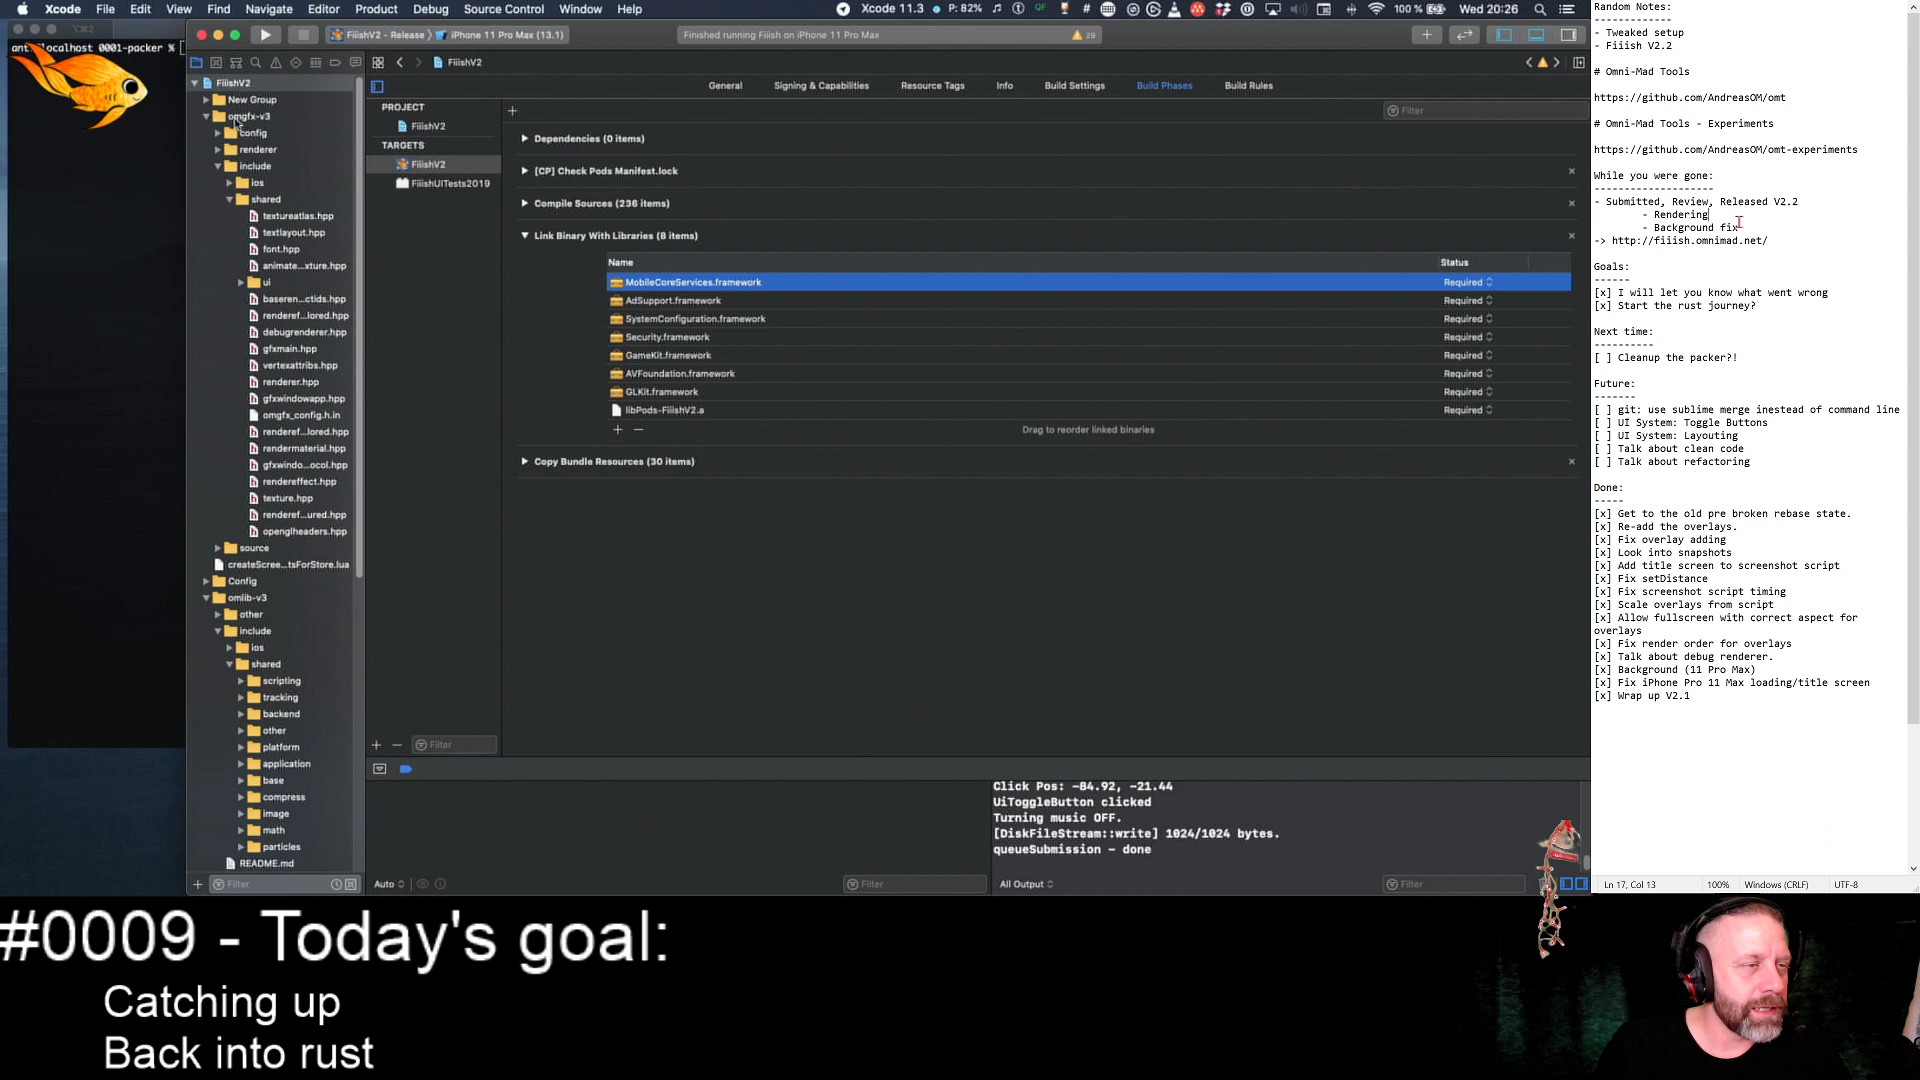 Xcode File Edit View Find Navigate Editor Product Debug Source Control Window Help
P: 82% QF 100 % Wed 20:26
FiiishV2 – Release iPhone 11 Pro Max (13.1)
Finished running Fiiish on iPhone 11 Pro Max
29
localhost 0001-packer %
FiiishV2
New Group
omgfx-v3
config
renderer
include
ios
shared
textureatlas.hpp
textlayout.hpp
font.hpp
animate...xture.hpp
ui
baseren...ctids.hpp
renderef...lored.hpp
debugrenderer.hpp
gfxmain.hpp
vertexattribs.hpp
renderer.hpp
gfxwindowapp.hpp
omgfx_config.h.in
renderef...lored.hpp
rendermaterial.hpp
gfxwindo...ocol.hpp
rendereffect.hpp
texture.hpp
renderef...ured.hpp
openglheaders.hpp
source
createScree...tsForStore.lua
Config
omlib-v3
other
include
ios
shared
scripting
tracking
backend
other
platform
application
base
compress
image
math
particles
README.md
Filter
FiiishV2
General Signing & Capabilities Resource Tags Info Build Settings Build Phases Build Rules
PROJECT
FiiishV2
TARGETS
FiiishV2
FiiishUITests2019
Filter
Filter
Dependencies (0 items)
[CP] Check Pods Manifest.lock
Compile Sources (236 items)
Link Binary With Libraries (8 items)
Name Status
MobileCoreServices.framework Required
AdSupport.framework Required
SystemConfiguration.framework Required
Security.framework Required
GameKit.framework Required
AVFoundation.framework Required
GLKit.framework Required
libPods-FiiishV2.a Required
Drag to reorder linked binaries
Copy Bundle Resources (30 items)
Click Pos: -84.92, -21.44
UiToggleButton clicked
Turning music OFF.
[DiskFileStream::write] 1024/1024 bytes.
queueSubmission – done
Auto Filter All Output Filter
Random Notes:
-------------
- Tweaked setup
- Fiiish V2.2
# Omni-Mad Tools
https://github.com/AndreasOM/omt
# Omni-Mad Tools - Experiments
https://github.com/AndreasOM/omt-experiments
While you were gone:
--------------------
- Submitted, Review, Released V2.2
- Rendering
- Background fix
-> http://fiiish.omnimad.net/
Goals:
------
[x] I will let you know what went wrong
[x] Start the rust journey?
Next time:
----------
[ ] Cleanup the packer?!
Future:
-------
[ ] git: use sublime merge inestead of command line
[ ] UI System: Toggle Buttons
[ ] UI System: Layouting
[ ] Talk about clean code
[ ] Talk about refactoring
Done:
-----
[x] Get to the old pre broken rebase state.
[x] Re-add the overlays.
[x] Fix overlay adding
[x] Look into snapshots
[x] Add title screen to screenshot script
[x] Fix setDistance
[x] Fix screenshot script timing
[x] Scale overlays from script
[x] Allow fullscreen with correct aspect for
overlays
[x] Fix render order for overlays
[x] Talk about debug renderer.
[x] Background (11 Pro Max)
[x] Fix iPhone Pro 11 Max loading/title screen
[x] Wrap up V2.1
Ln 17, Col 13 100% Windows (CRLF) UTF-8
#0009 - Today's goal:
Catching up
Back into rust